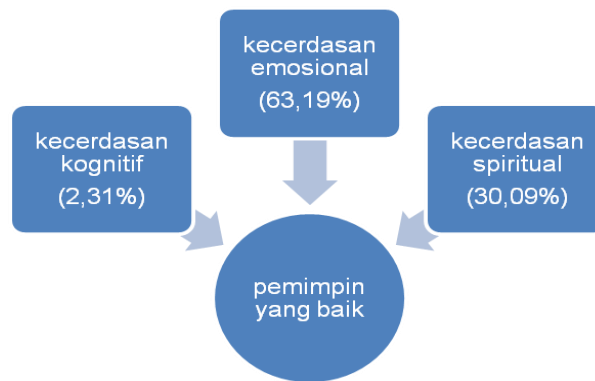 kecerdasan
emosional
(63,19%)
kecerdasan
kognitif
(2,31%)
kecerdasan
spiritual
(30,09%)
pemimpin
yang baik